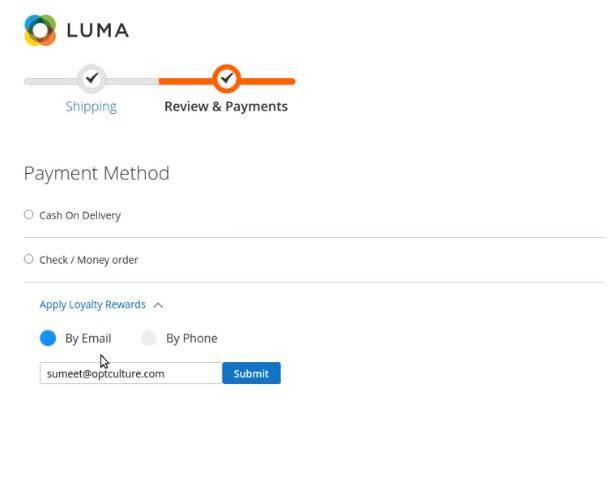 LUMA
Shipping
Review & Payments
Payment Method
Cash On Delivery
Check / Money order
Apply Loyalty Rewards
By Email By Phone
sumeet@optculture.com Submit